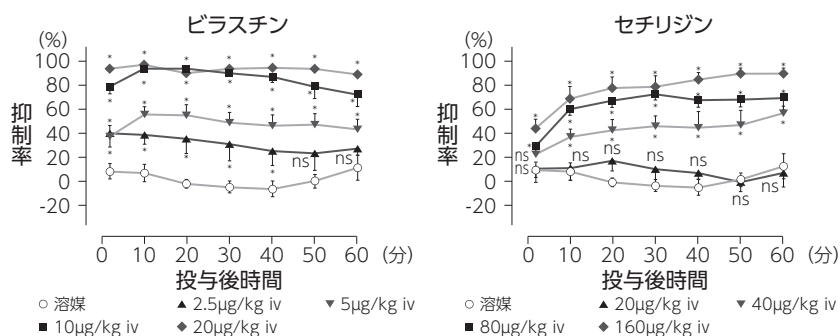 ビラスチン
(%)
100
80
60
40
20
0
-20
抑制率
* * * * * * *
* * * * * * *
* * * * * * *
* * * * * ns ns
0 10 20 30 40 50 60 (分)
投与後時間
○ 溶媒 ▲ 2.5μg/kg iv ▼ 5μg/kg iv
■ 10μg/kg iv ◆ 20μg/kg iv
セチリジン
(%)
100
80
60
40
20
0
-20
抑制率
* * * * * * *
* * * * * * *
ns * * * * * *
ns ns ns ns ns ns ns
0 10 20 30 40 50 60 (分)
投与後時間
○ 溶媒 ▲ 20μg/kg iv ▼ 40μg/kg iv
■ 80μg/kg iv ◆ 160μg/kg iv